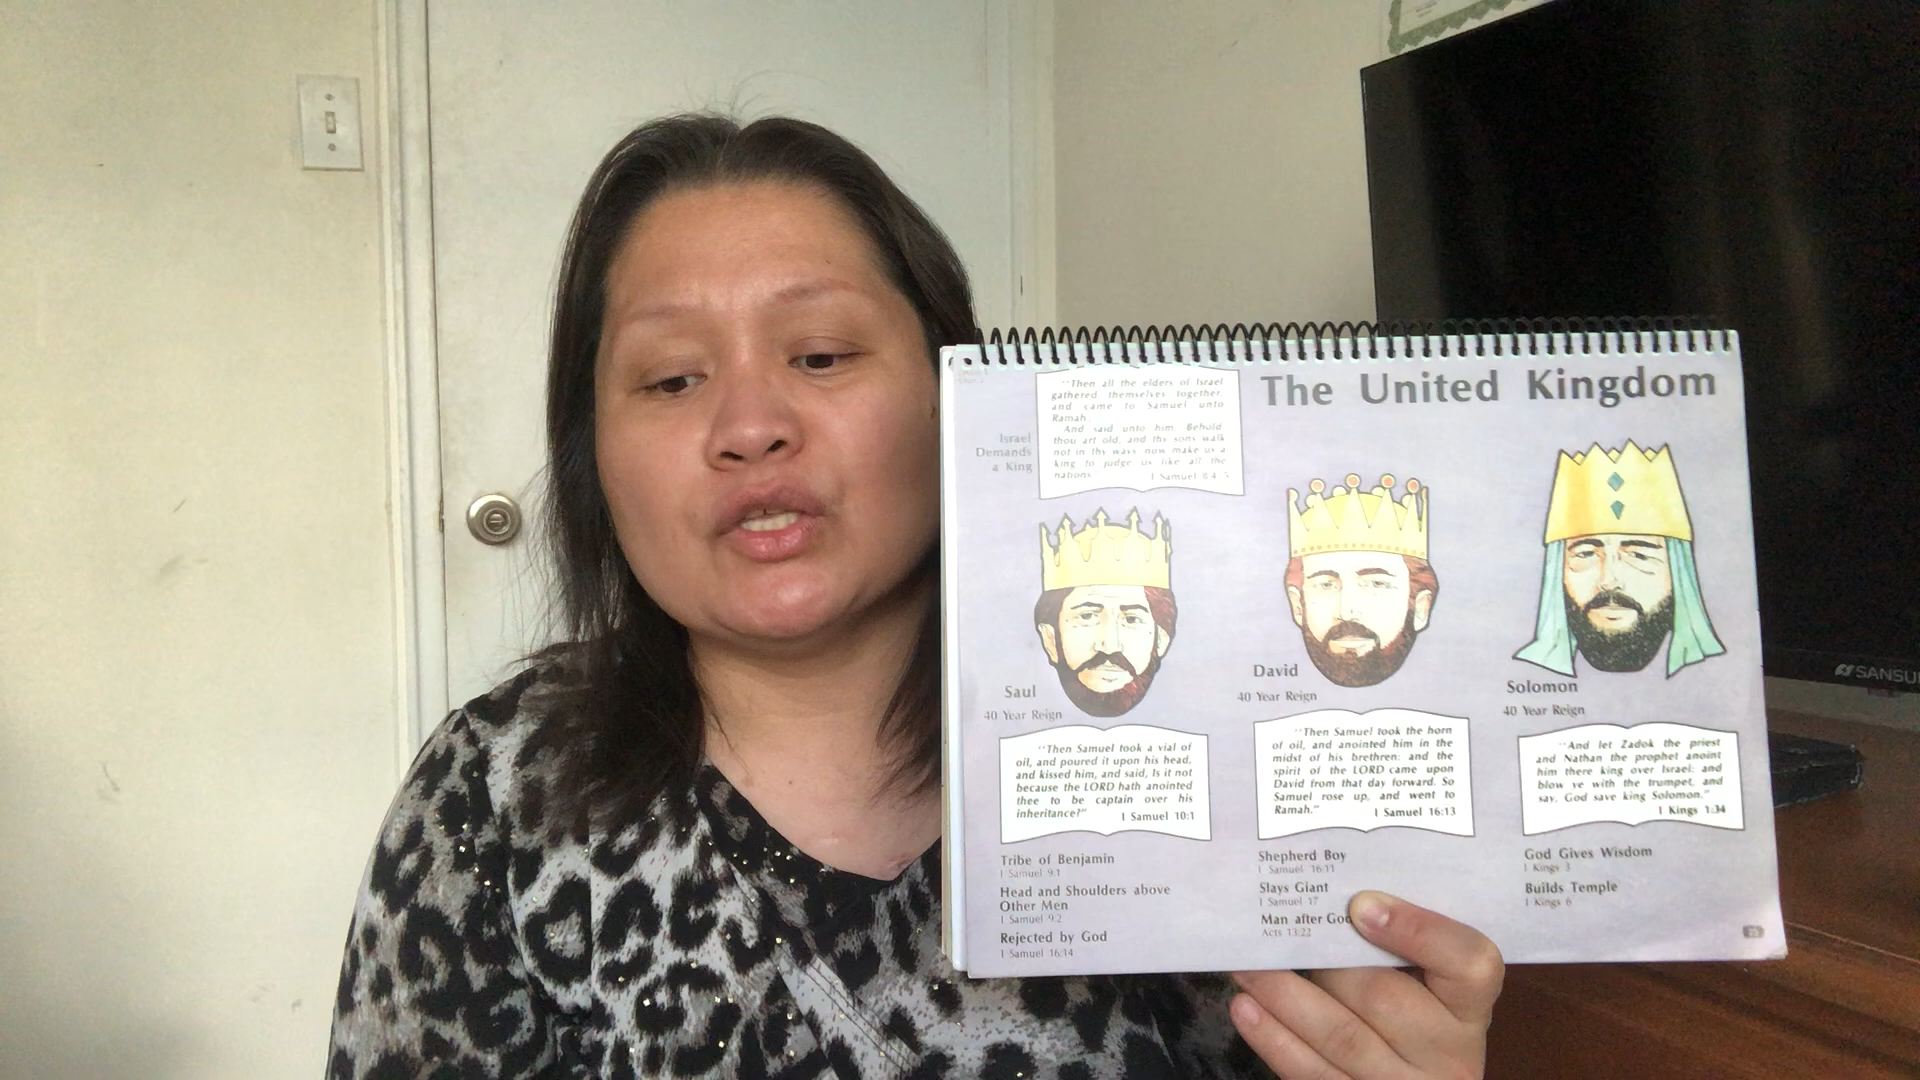 The United Kingdom
"Then all the elders of Israel
gathered themselves together,
and came to Samuel unto
Ramah
And said unto him, Behold
thou art old, and thy sons walk
not in thy ways now make us a
king to judge us like all the
nations.
I Samuel 8:4-5
Israel
Demands
a King
Saul
40 Year Reign
"Then Samuel took a vial of
oil, and poured it upon his head,
and kissed him, and said, Is it not
because the LORD hath anointed
thee to be captain over his
inheritance?"
I Samuel 10:1
Tribe of Benjamin
I Samuel 9:1
Head and Shoulders above
Other Men
I Samuel 9:2
Rejected by God
I Samuel 16:14
David
40 Year Reign
"Then Samuel took the horn
of oil, and anointed him in the
midst of his brethren: and the
spirit of the LORD came upon
David from that day forward. So
Samuel rose up, and went to
Ramah."
I Samuel 16:13
Shepherd Boy
I Samuel 16:11
Slays Giant
I Samuel 17
Man after God
Acts 13:22
Solomon
40 Year Reign
"And let Zadok the priest
and Nathan the prophet anoint
him there king over Israel: and
blow ye with the trumpet, and
say, God save king Solomon."
I Kings 1:34
God Gives Wisdom
I Kings 3
Builds Temple
I Kings 6
SANSU